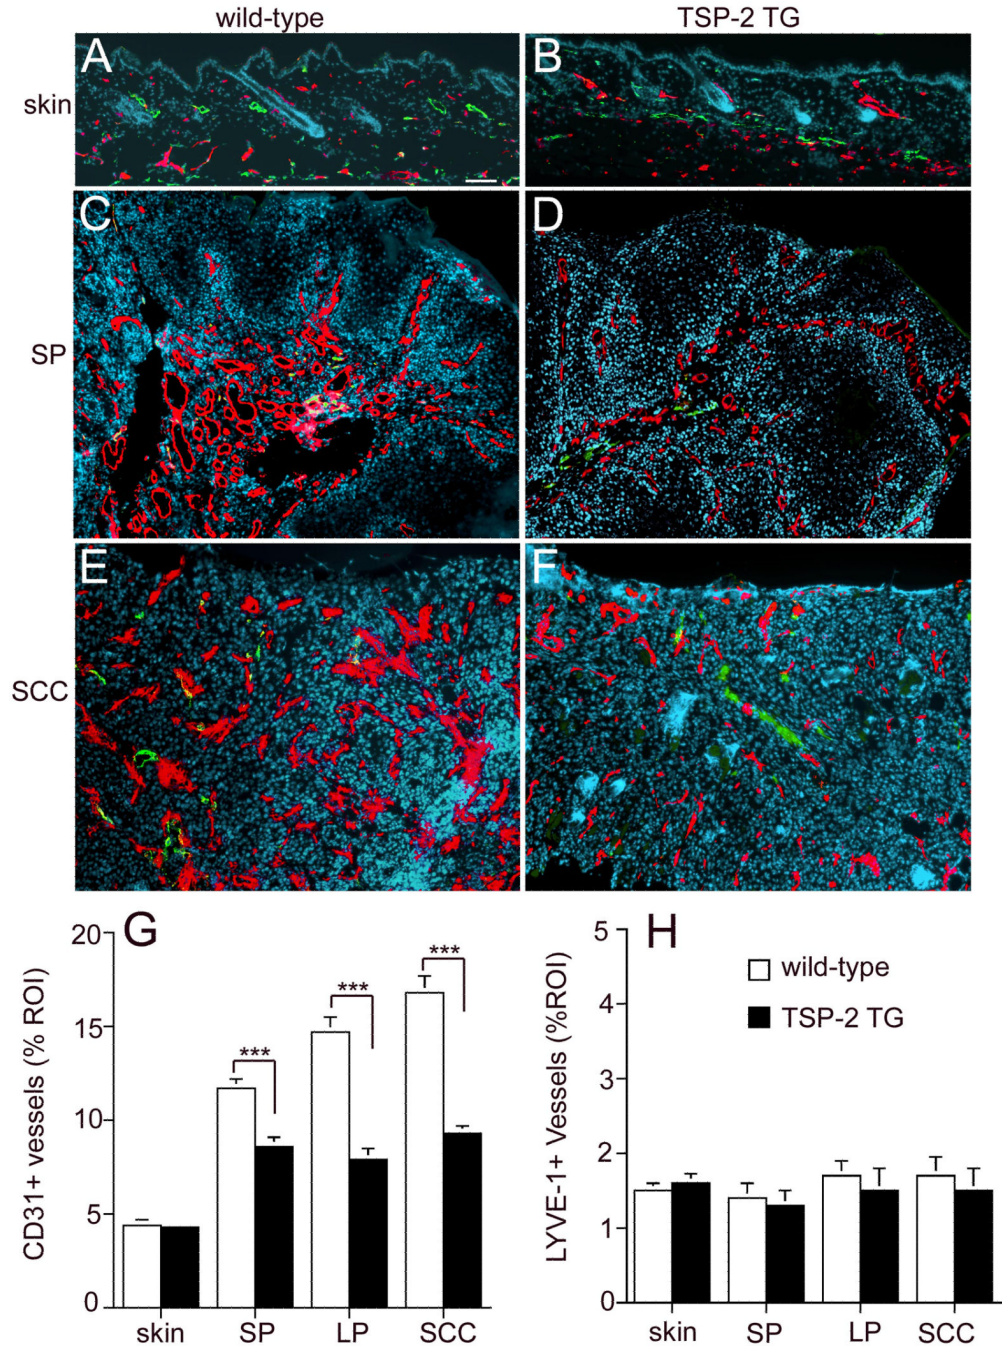 wild-type TSP-2 TG
skin A B
SP C D
SCC E F
G
CD31+ vessels (% ROI)
20
15
10
5
0
***
***
***
skin SP LP SCC
H
LYVE-1+ Vessels (%ROI)
5
4
3
2
1
0
wild-type
TSP-2 TG
skin SP LP SCC